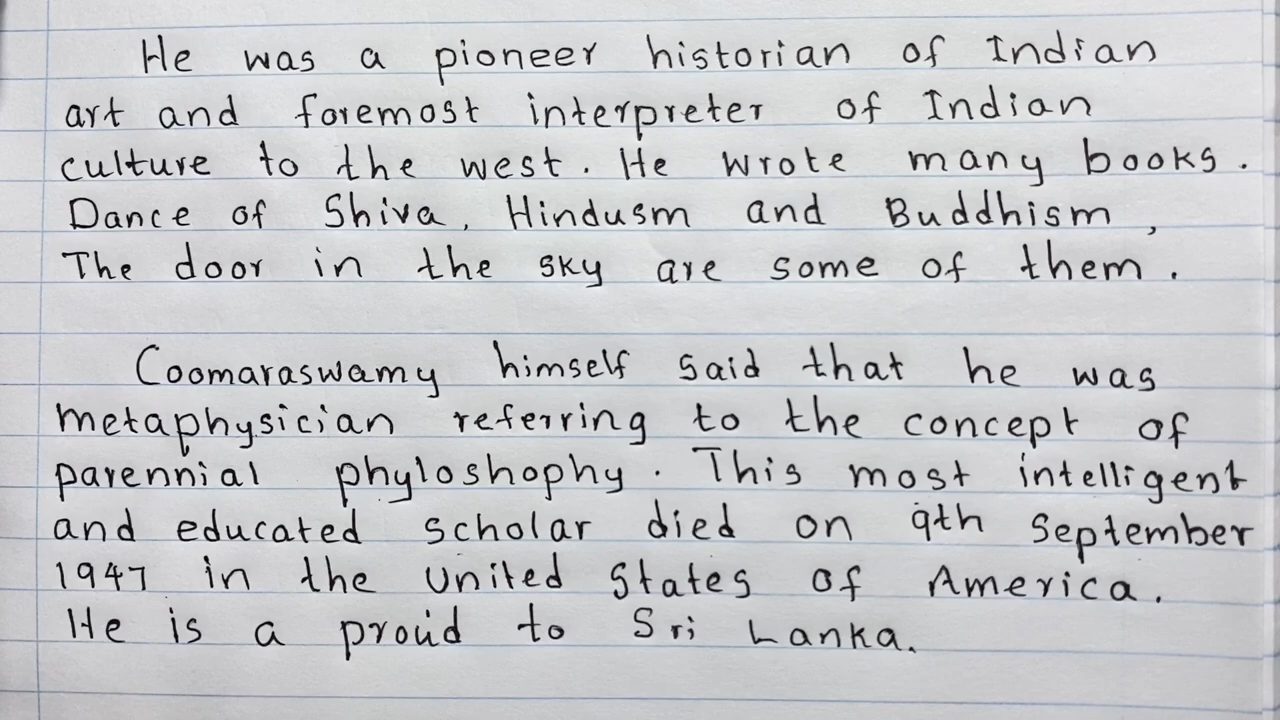 He was a pioneer historian of Indian
art and foremost interpreter of Indian
culture to the west. He wrote many books.
Dance of Shiva, Hindusm and Buddhism,
The door in the sky are some of them.
Coomaraswamy himself said that he was
metaphysician referring to the concept of
parennial phyloshophy. This most intelligent
and educated scholar died on 9th September
1947 in the United States of America.
He is a proud to Sri Lanka.